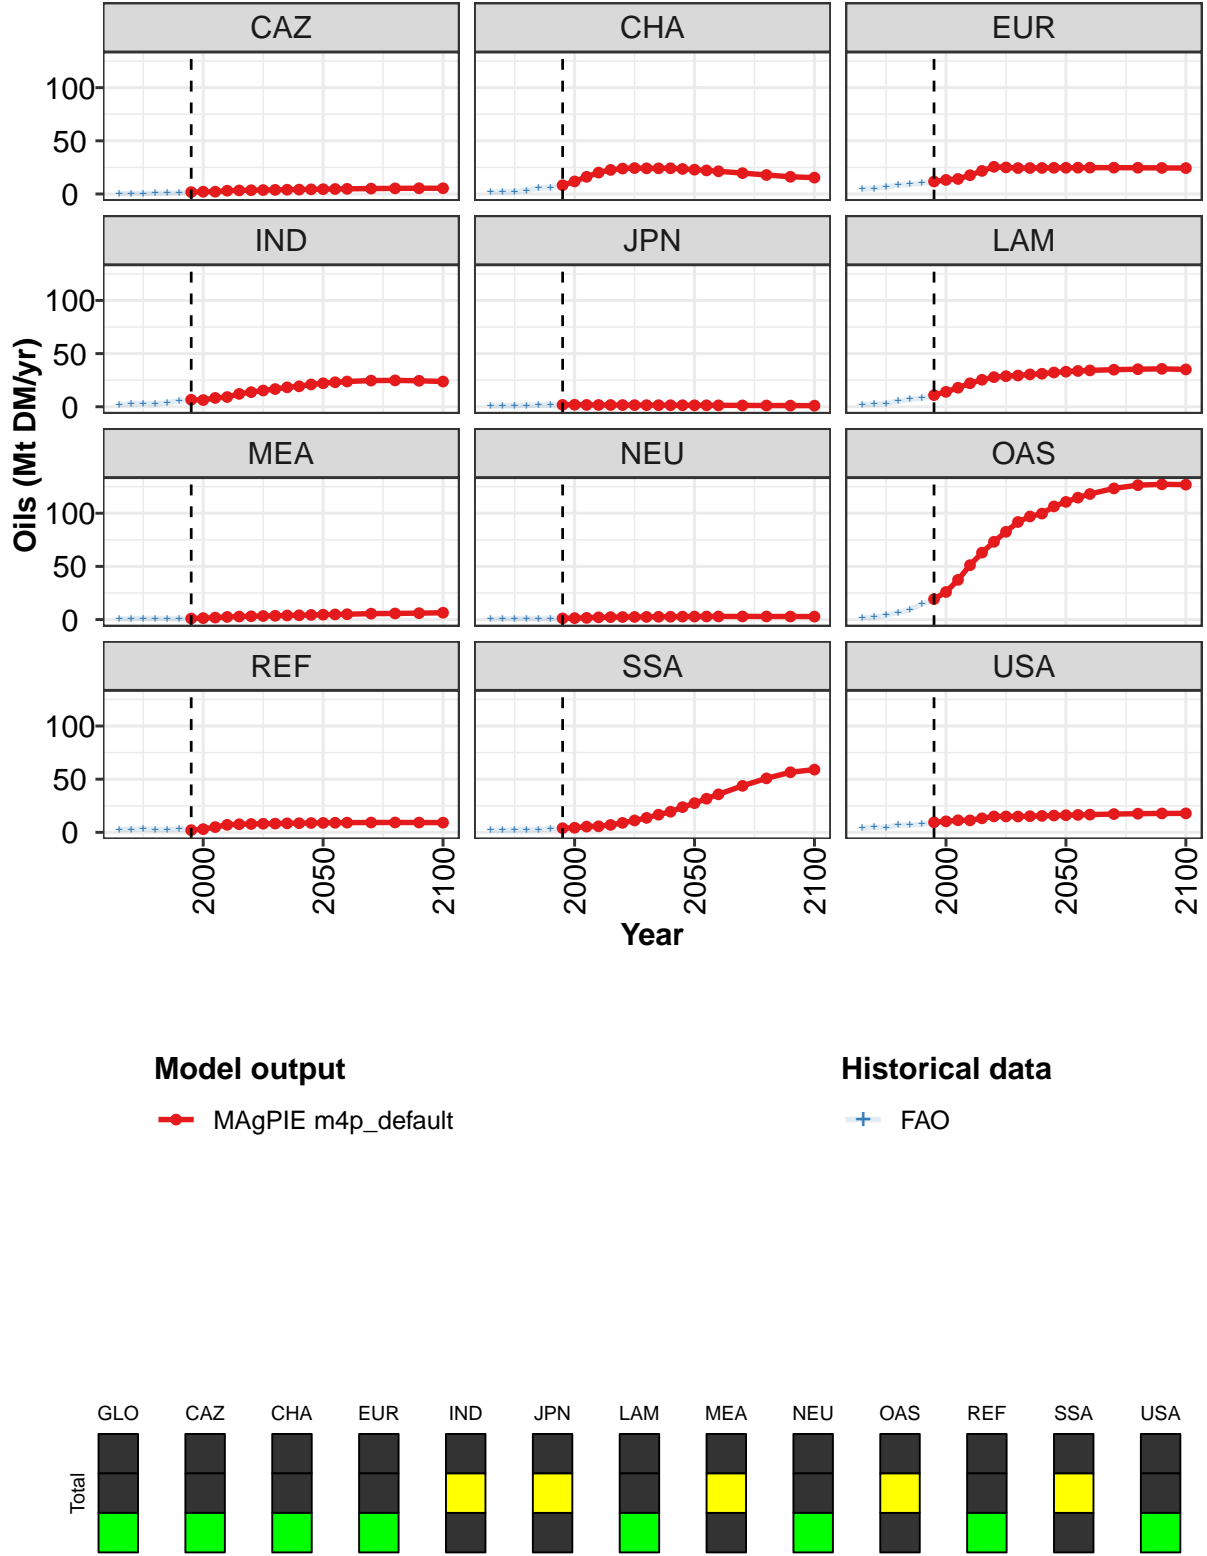 CAZ CHA EUR
100
50
0
IND JPN LAM
100
50
0
MEA NEU OAS
100
50
0
REF SSA USA
100
50
0
2000 2050 2100 2000 2050 2100 2000 2050 2100
Oils (Mt DM/yr)
Year
Model output Historical data
MAgPIE m4p_default FAO
GLO CAZ CHA EUR IND JPN LAM MEA NEU OAS REF SSA USA
Total